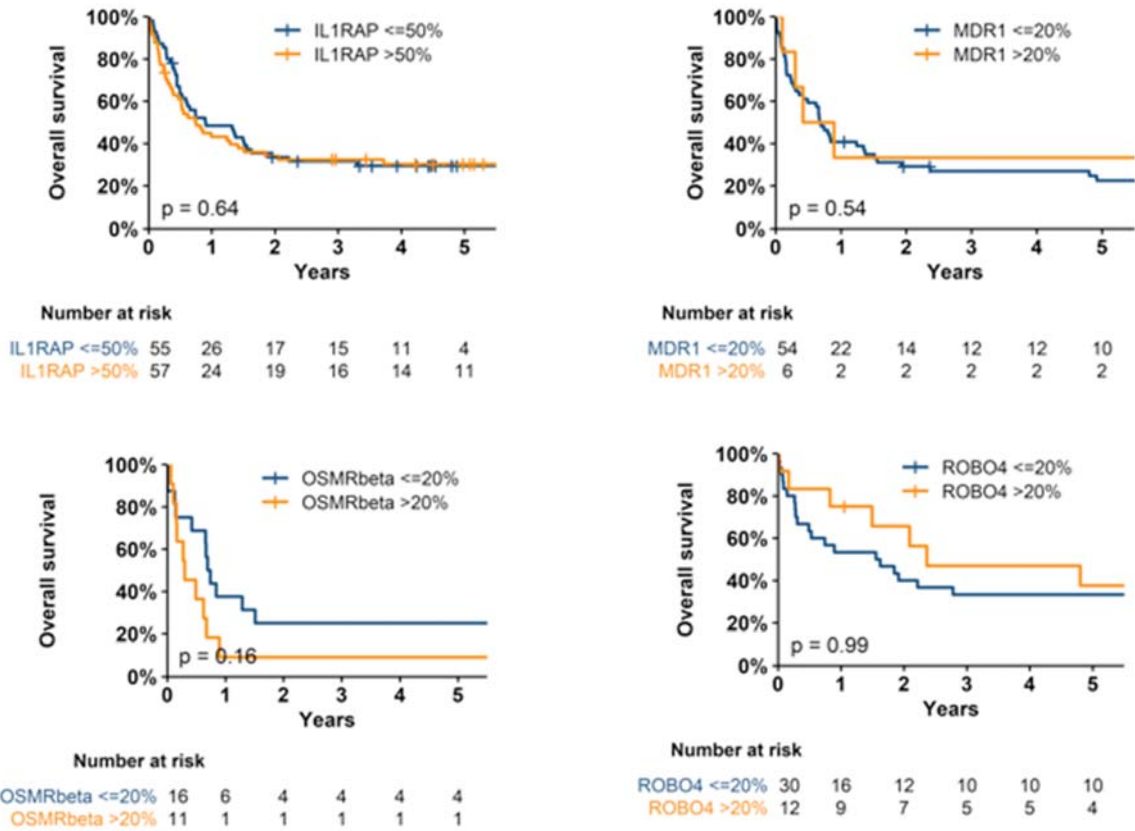 100%
80%
60%
40%
20%
0%
Overall survival
IL1RAP <=50%
IL1RAP >50%
p = 0.64
0 1 2 3 4 5
Years
Number at risk
IL1RAP <=50% 55 26 17 15 11 4
IL1RAP >50% 57 24 19 16 14 11
100%
80%
60%
40%
20%
0%
Overall survival
MDR1 <=20%
MDR1 >20%
p = 0.54
0 1 2 3 4 5
Years
Number at risk
MDR1 <=20% 54 22 14 12 12 10
MDR1 >20% 6 2 2 2 2 2
100%
80%
60%
40%
20%
0%
Overall survival
OSMRbeta <=20%
OSMRbeta >20%
p = 0.16
0 1 2 3 4 5
Years
Number at risk
OSMRbeta <=20% 16 6 4 4 4 4
OSMRbeta >20% 11 1 1 1 1 1
100%
80%
60%
40%
20%
0%
Overall survival
ROBO4 <=20%
ROBO4 >20%
p = 0.99
0 1 2 3 4 5
Years
Number at risk
ROBO4 <=20% 30 16 12 10 10 10
ROBO4 >20% 12 9 7 5 5 4